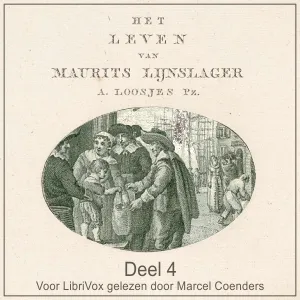 HET
LEVEN
VAN
MAURITS LIJNSLAGER
A. LOOSJES Pz.
Deel 4
Voor LibriVox gelezen door Marcel Coenders